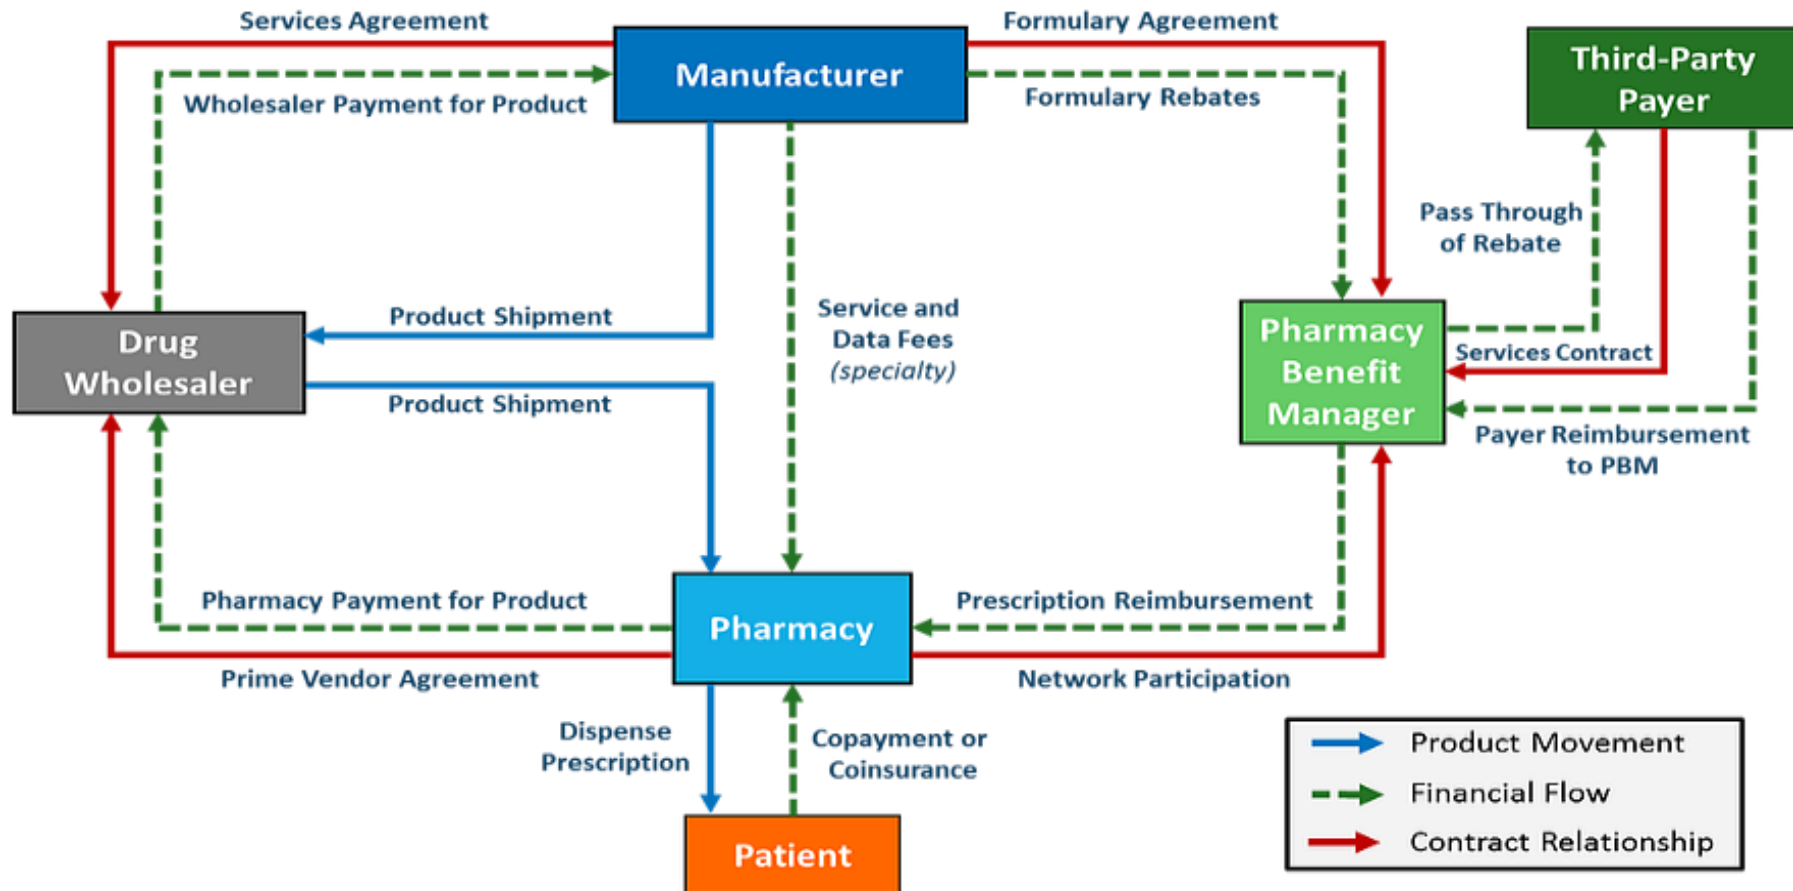 Services Agreement
Formulary Agreement
Manufacturer
Third-Party
Payer
Wholesaler Payment for Product
Formulary Rebates
Pass Through
of Rebate
Product Shipment
Service and
Data Fees
(specialty)
Drug
Wholesaler
Pharmacy
Benefit
Manager
Services Contract
Product Shipment
Payer Reimbursement
to PBM
Pharmacy Payment for Product
Pharmacy
Prescription Reimbursement
Prime Vendor Agreement
Network Participation
Dispense
Prescription
Copayment or
Coinsurance
Patient
Product Movement
Financial Flow
Contract Relationship